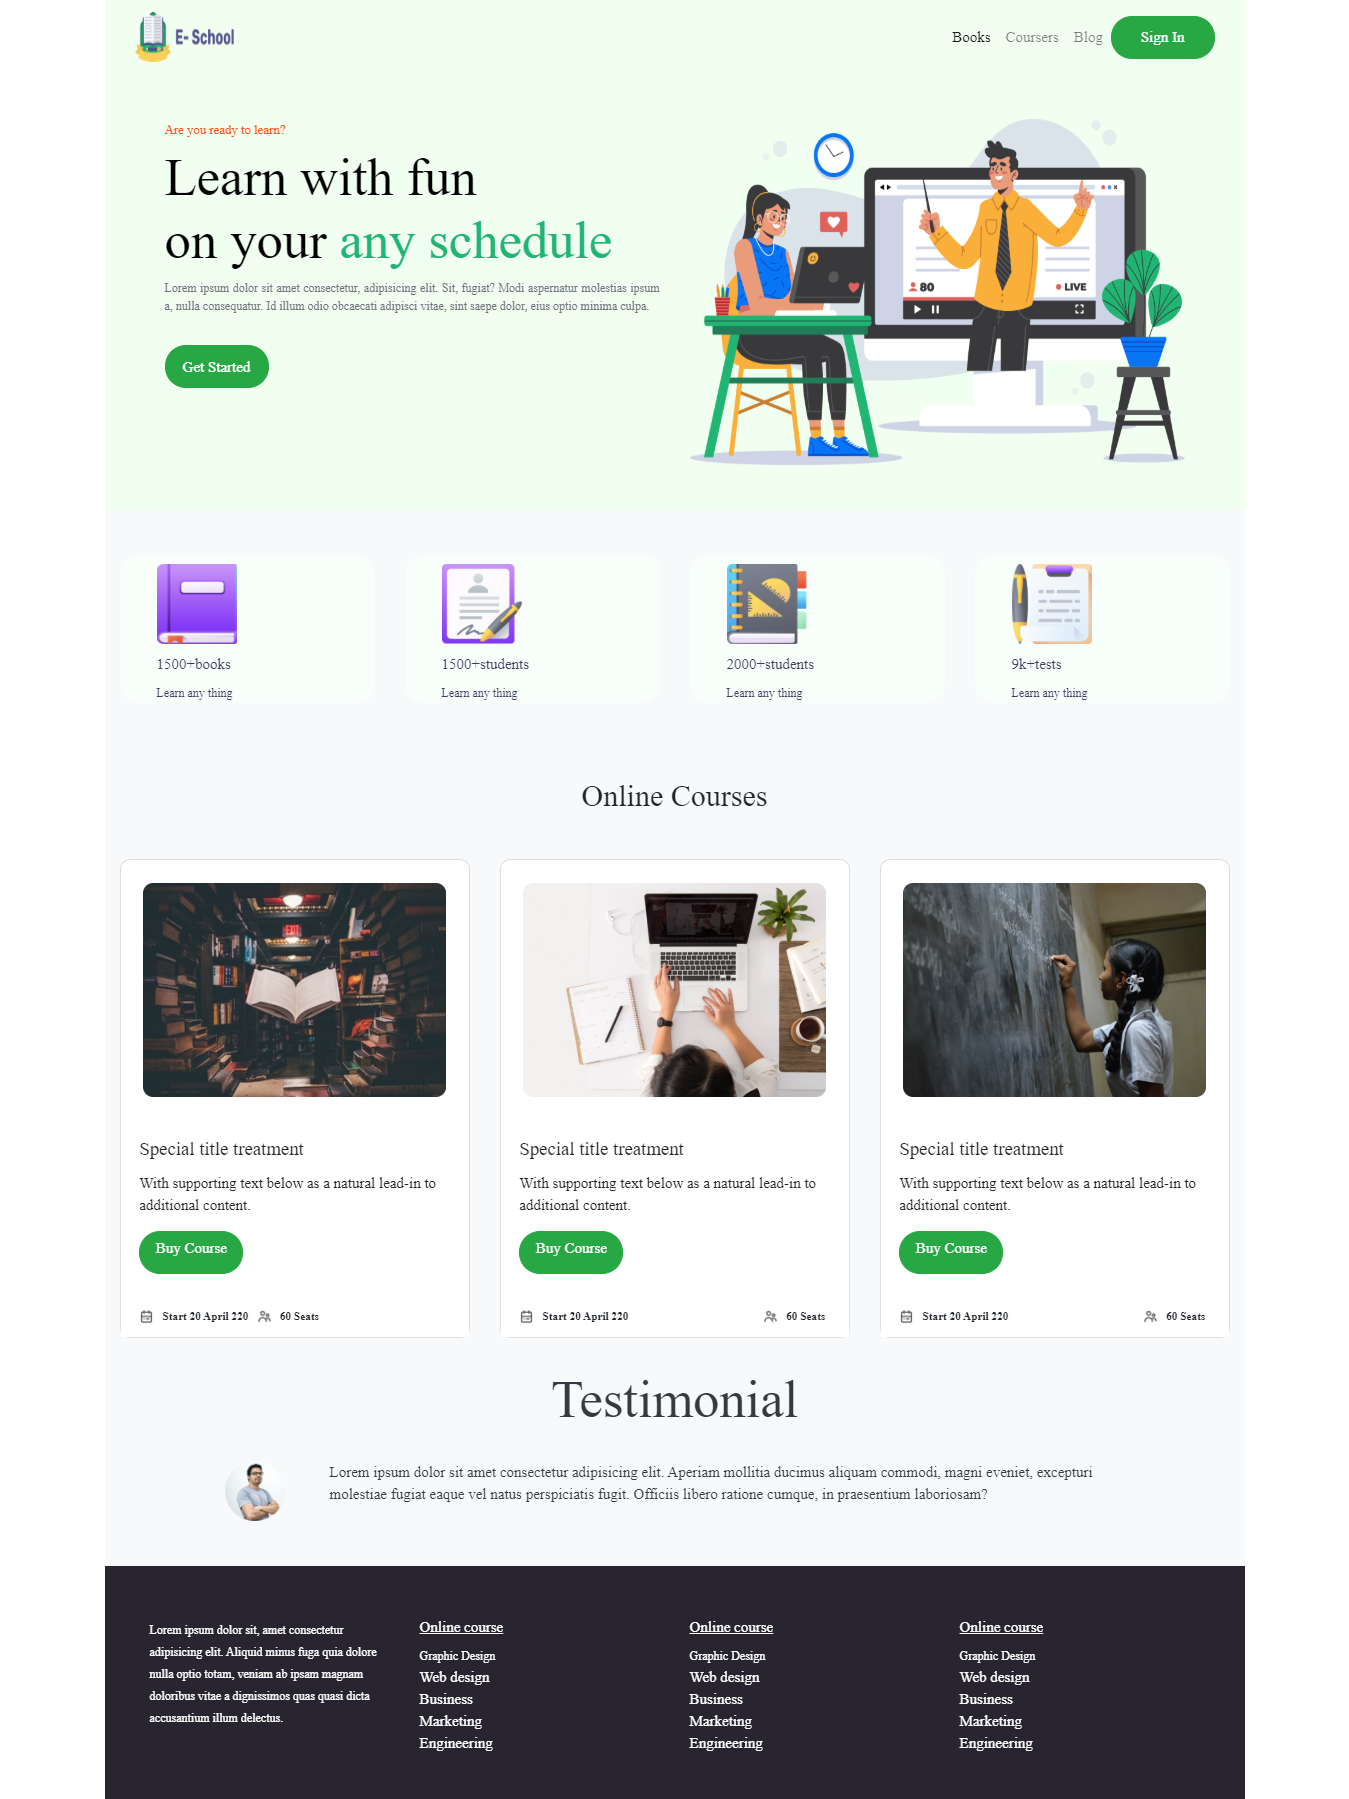 E- School
Books Coursers Blog Sign In
Are you ready to learn?
Learn with fun
on your any schedule
Lorem ipsum dolor sit amet consectetur, adipisicing elit. Sit, fugiat? Modi aspernatur molestias ipsum
a, nulla consequatur. Id illum odio obcaecati adipisci vitae, sint saepe dolor, eius optio minima culpa.
Get Started
80 LIVE
1500+books
Learn any thing
1500+students
Learn any thing
2000+students
Learn any thing
9k+tests
Learn any thing
Online Courses
EXIT
Special title treatment
With supporting text below as a natural lead-in to
additional content.
Buy Course
Start 20 April 220 60 Seats
Special title treatment
With supporting text below as a natural lead-in to
additional content.
Buy Course
Start 20 April 220 60 Seats
Special title treatment
With supporting text below as a natural lead-in to
additional content.
Buy Course
Start 20 April 220 60 Seats
Testimonial
Lorem ipsum dolor sit amet consectetur adipisicing elit. Aperiam mollitia ducimus aliquam commodi, magni eveniet, excepturi
molestiae fugiat eaque vel natus perspiciatis fugit. Officiis libero ratione cumque, in praesentium laboriosam?
Lorem ipsum dolor sit, amet consectetur
adipisicing elit. Aliquid minus fuga quia dolore
nulla optio totam, veniam ab ipsam magnam
doloribus vitae a dignissimos quas quasi dicta
accusantium illum delectus.
Online course
Graphic Design
Web design
Business
Marketing
Engineering
Online course
Graphic Design
Web design
Business
Marketing
Engineering
Online course
Graphic Design
Web design
Business
Marketing
Engineering